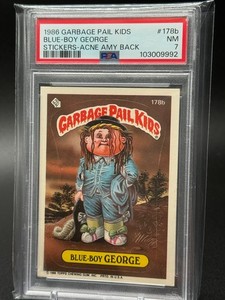 1986 GARBAGE PAIL KIDS #178b
BLUE-BOY GEORGE NM
STICKERS-ACNE AMY BACK 7
PSA 103009992
178b
GARBAGE PAIL KIDS
BLUE-BOY GEORGE